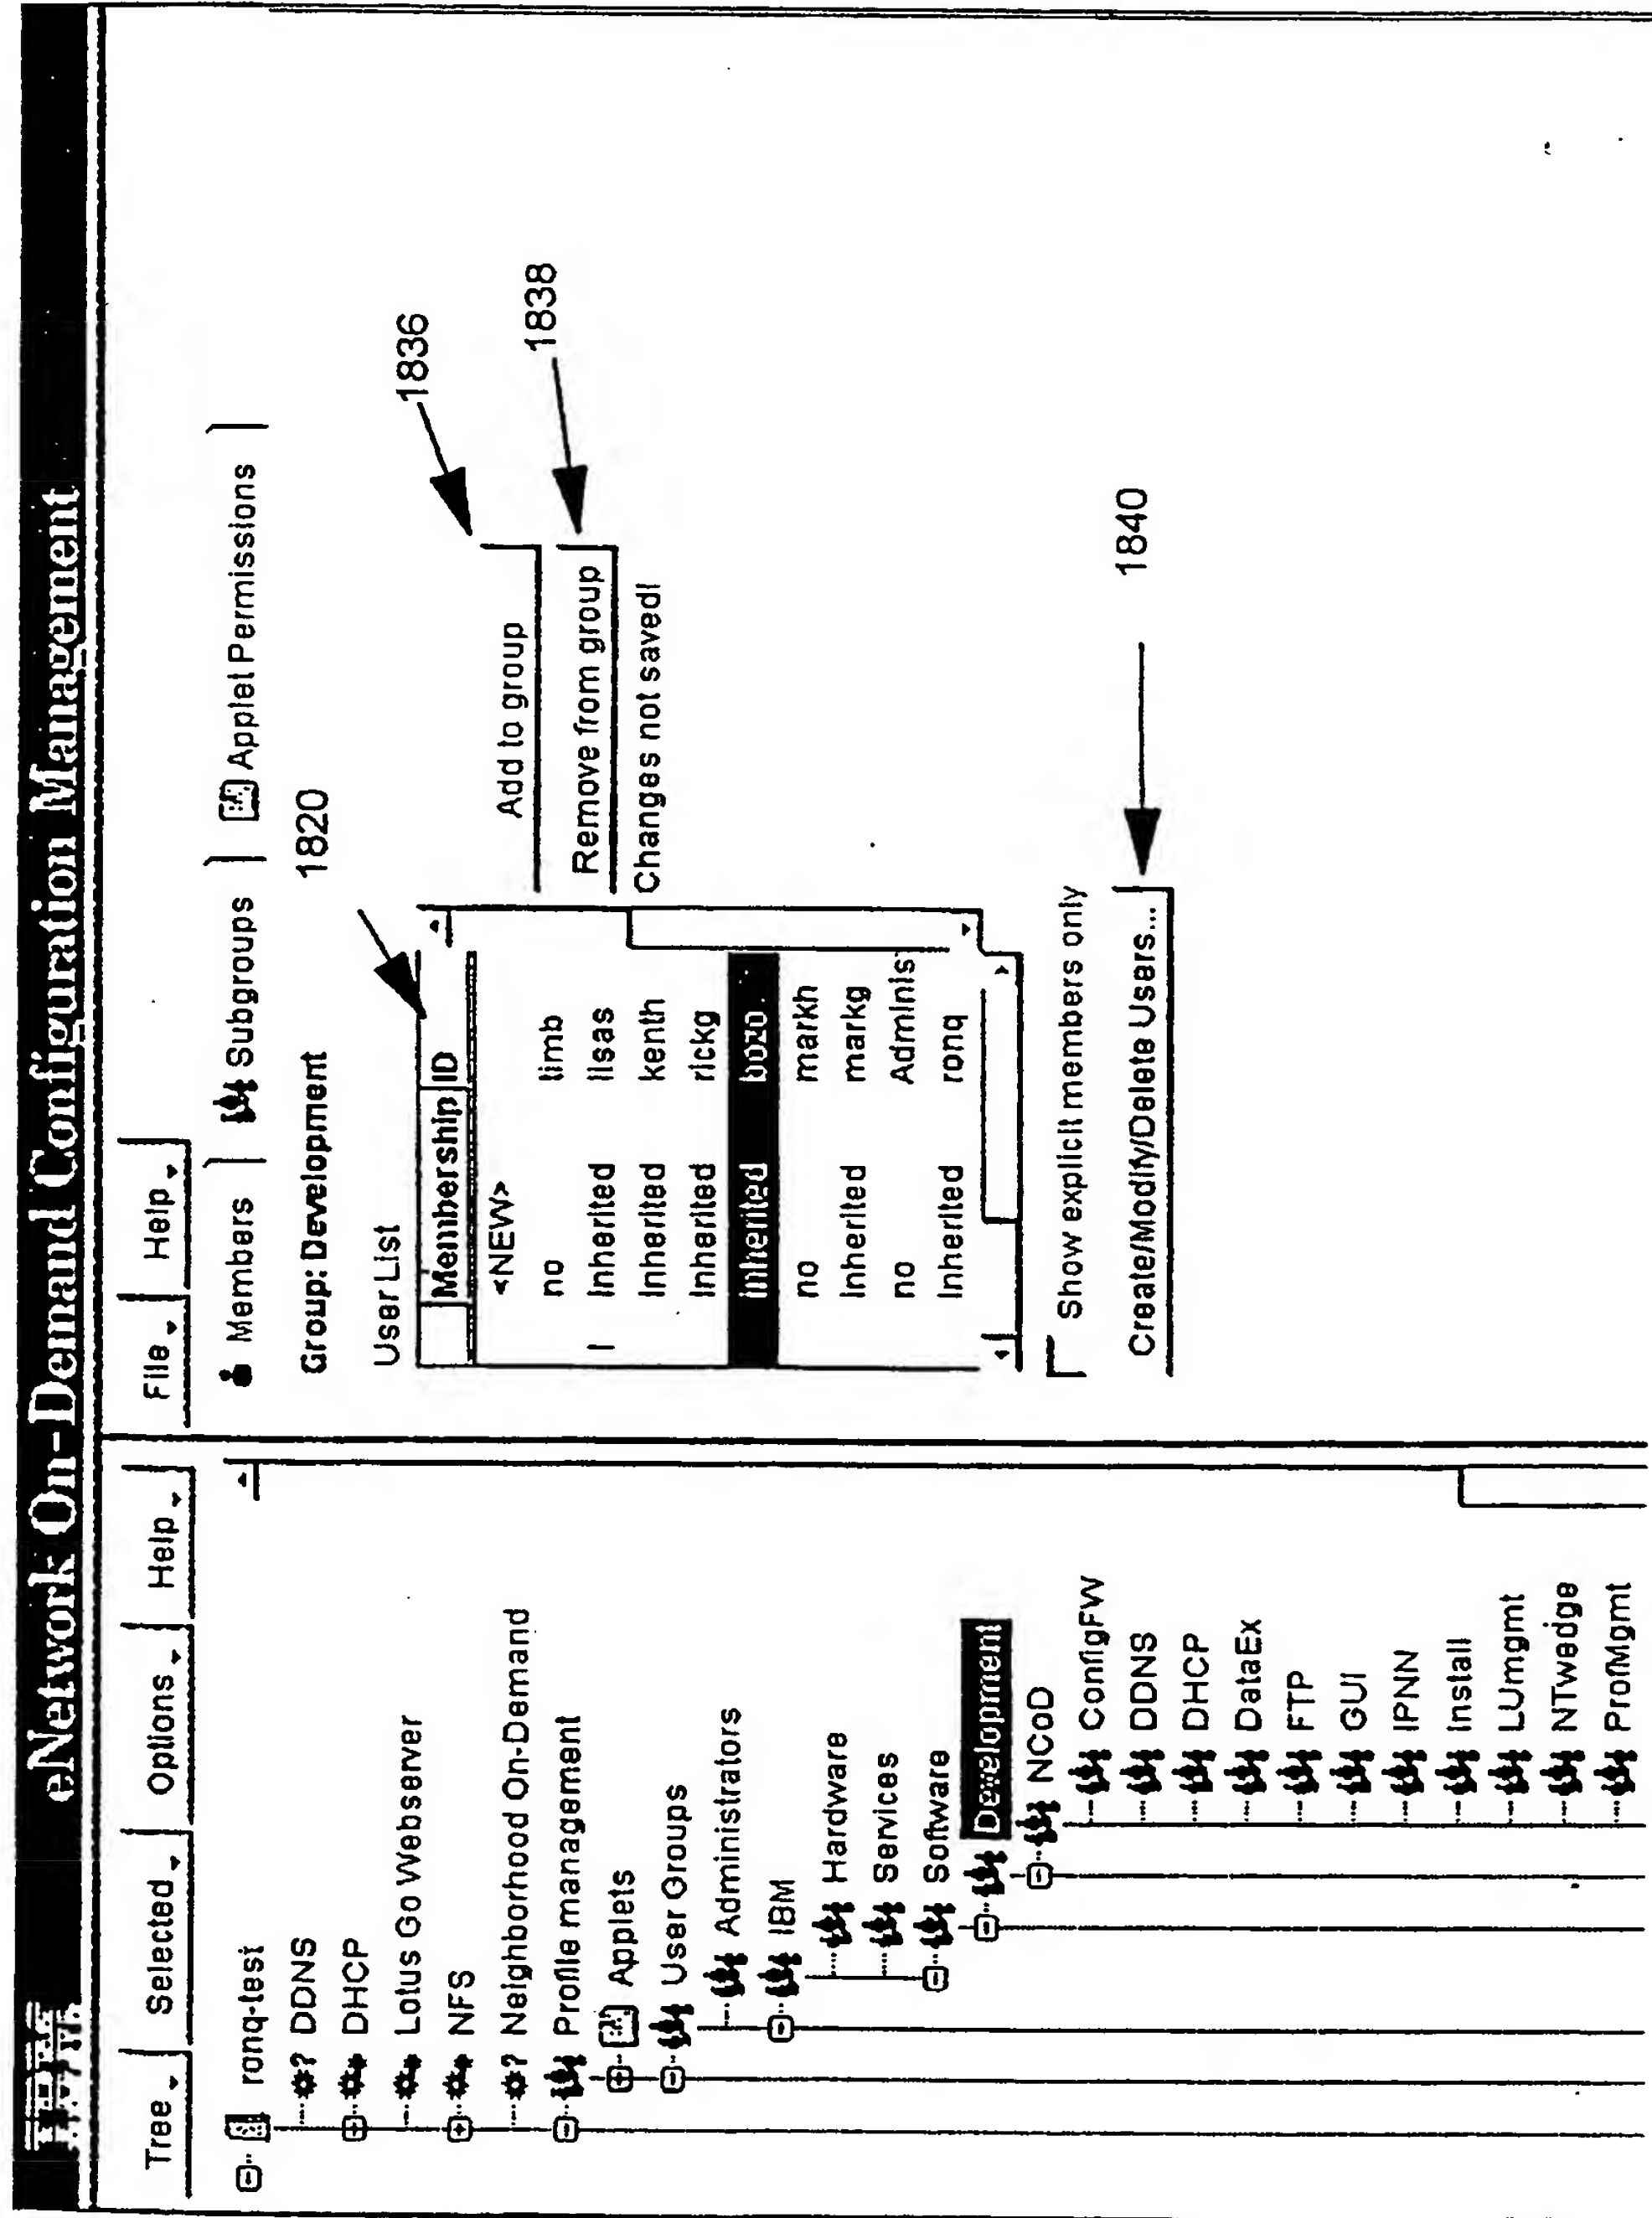 IBM eNetwork On-Demand Configuration Management
Tree Selected Options Help
ronq-test
? DDNS
DHCP
Lotus Go Webserver
NFS
? Neighborhood On-Demand
Profile management
Applets
User Groups
Administrators
IBM
Hardware
Services
Software
Development
NCoD
ConfigFW
DDNS
DHCP
DataEx
FTP
GUI
IPNN
Install
LUmgmt
NTwedge
ProfMgmt
File Help
Members Subgroups Applet Permissions
Group: Development
1820
User List
Membership ID
<NEW>
no timb
Inherited lisas
Inherited kenth
Inherited rickg
Inherited bozo
no markh
Inherited markg
no Adminis
Inherited ronq
Add to group
1836
Remove from group
1838
Changes not saved!
Show explicit members only
Create/Modify/Delete Users...
1840